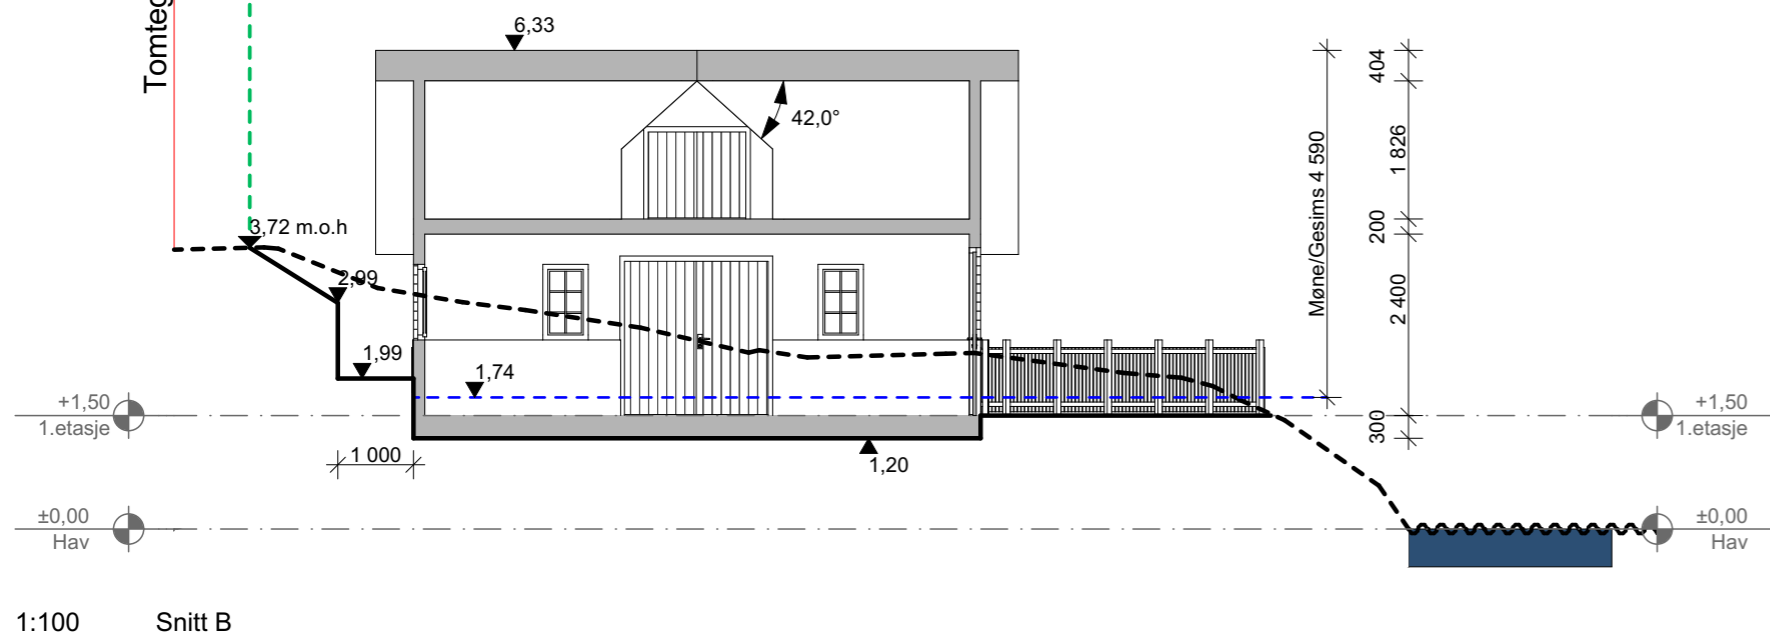 Tomteg
6,33
42,0°
3,72 m.o.h
2,99
1,99
1,74
+1,50
1.etasje
1 000
1,20
±0,00
Hav
Møne/Gesims 4 590
404
1 826
200
2 400
300
+1,50
1.etasje
±0,00
Hav
1:100 Snitt B